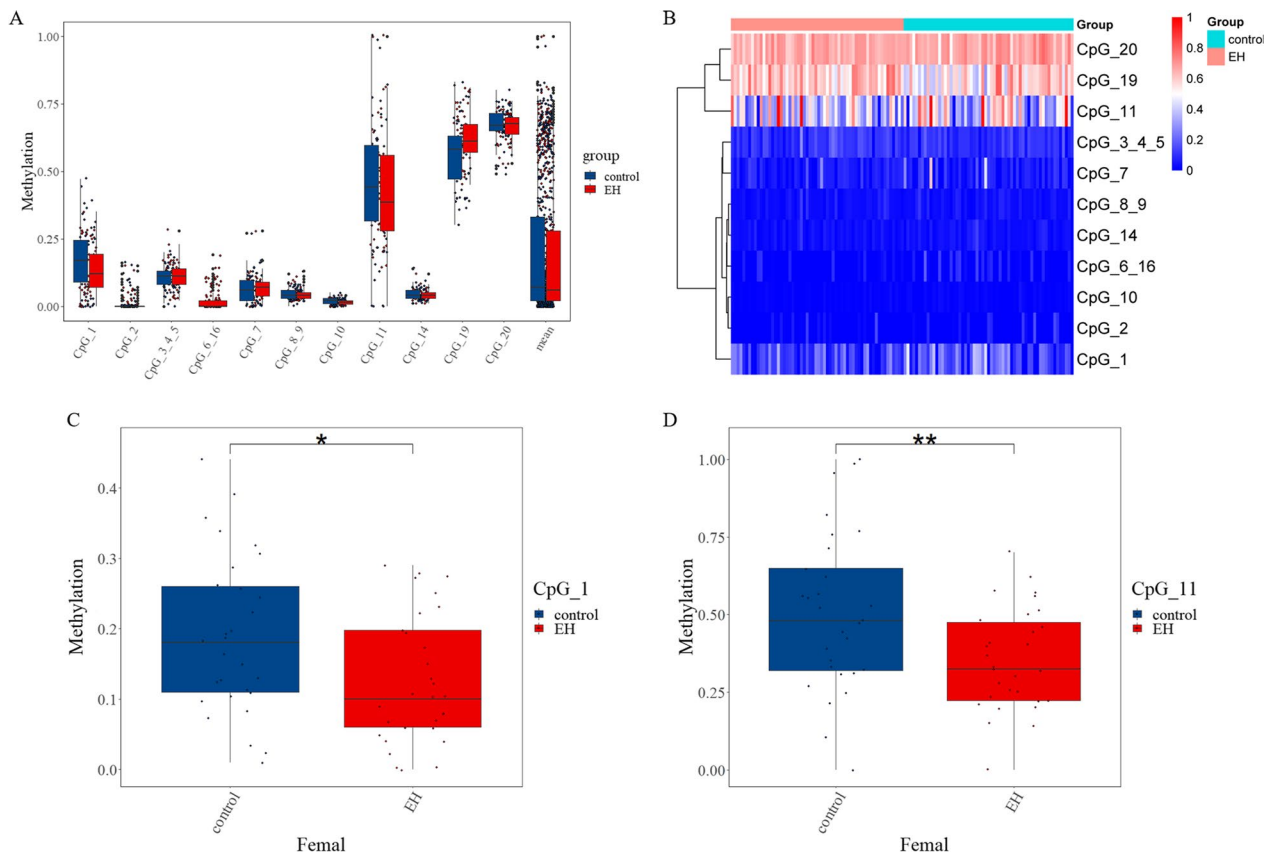 A
Methylation
1.00
0.75
0.50
0.25
0.00
CpG_1
CpG_2
CpG_3_4_5
CpG_6_16
CpG_7
CpG_8_9
CpG_10
CpG_11
CpG_14
CpG_19
CpG_20
mean
group
control
EH
B
Group
CpG_20
CpG_19
CpG_11
CpG_3_4_5
CpG_7
CpG_8_9
CpG_14
CpG_6_16
CpG_10
CpG_2
CpG_1
1
0.8
0.6
0.4
0.2
0
Group
control
EH
C
*
Methylation
0.4
0.3
0.2
0.1
0.0
control
EH
Femal
CpG_1
control
EH
D
**
Methylation
1.00
0.75
0.50
0.25
0.00
control
EH
Femal
CpG_11
control
EH